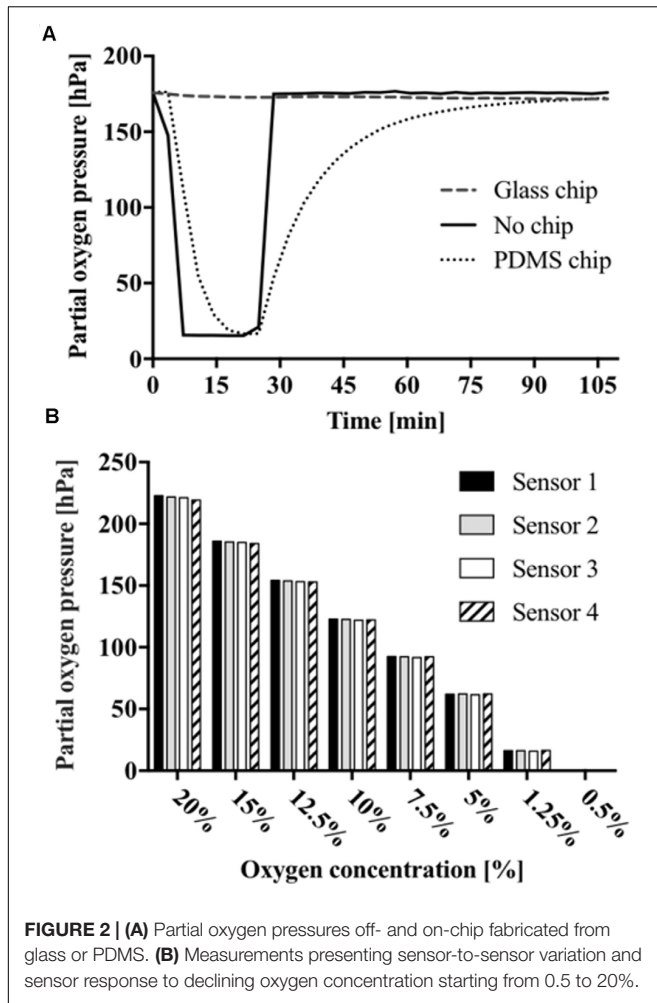 A
Partial oxygen pressure [hPa]
200
150
100
50
0
Glass chip
No chip
PDMS chip
0 15 30 45 60 75 90 105
Time [min]
B
Partial oxygen pressure [hPa]
250
200
150
100
50
0
Sensor 1
Sensor 2
Sensor 3
Sensor 4
20% 15% 12.5% 10% 7.5% 5% 1.25% 0.5%
Oxygen concentration [%]
FIGURE 2 | (A) Partial oxygen pressures off- and on-chip fabricated from
glass or PDMS. (B) Measurements presenting sensor-to-sensor variation and
sensor response to declining oxygen concentration starting from 0.5 to 20%.